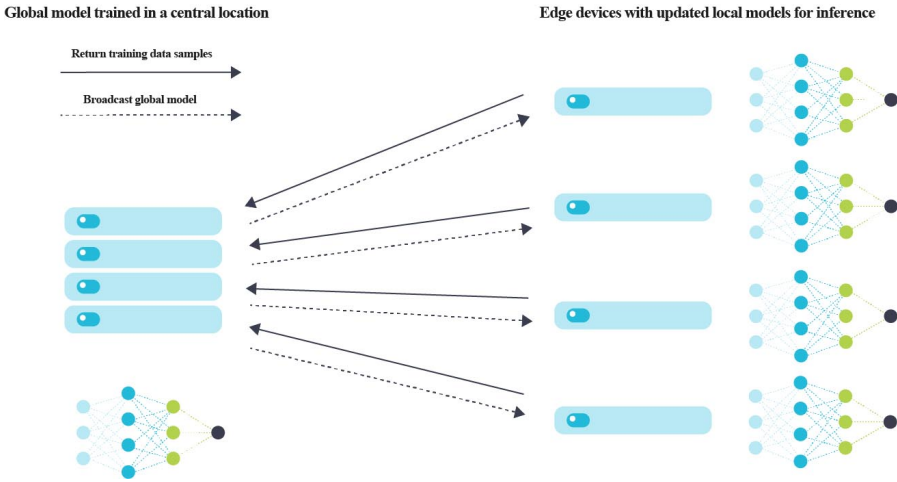 Global model trained in a central location
Edge devices with updated local models for inference
Return training data samples
Broadcast global model